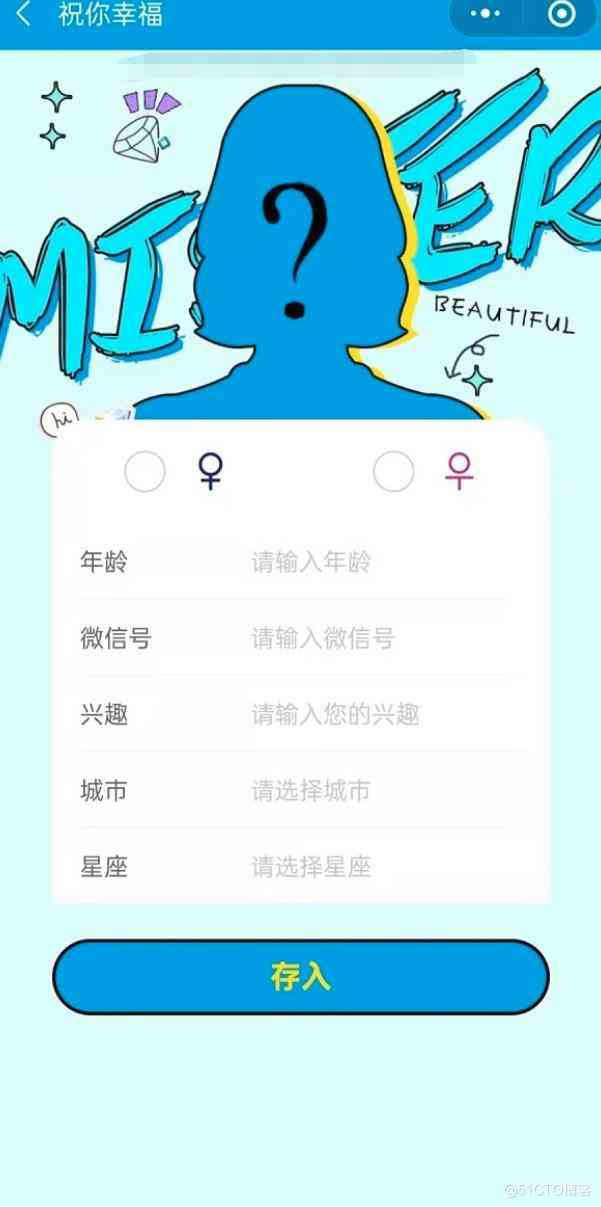 祝你幸福
BEAUTIFUL
hi
?
年龄 请输入年龄
微信号 请输入微信号
兴趣 请输入您的兴趣
城市 请选择城市
星座 请选择星座
存入
@51CTO博客